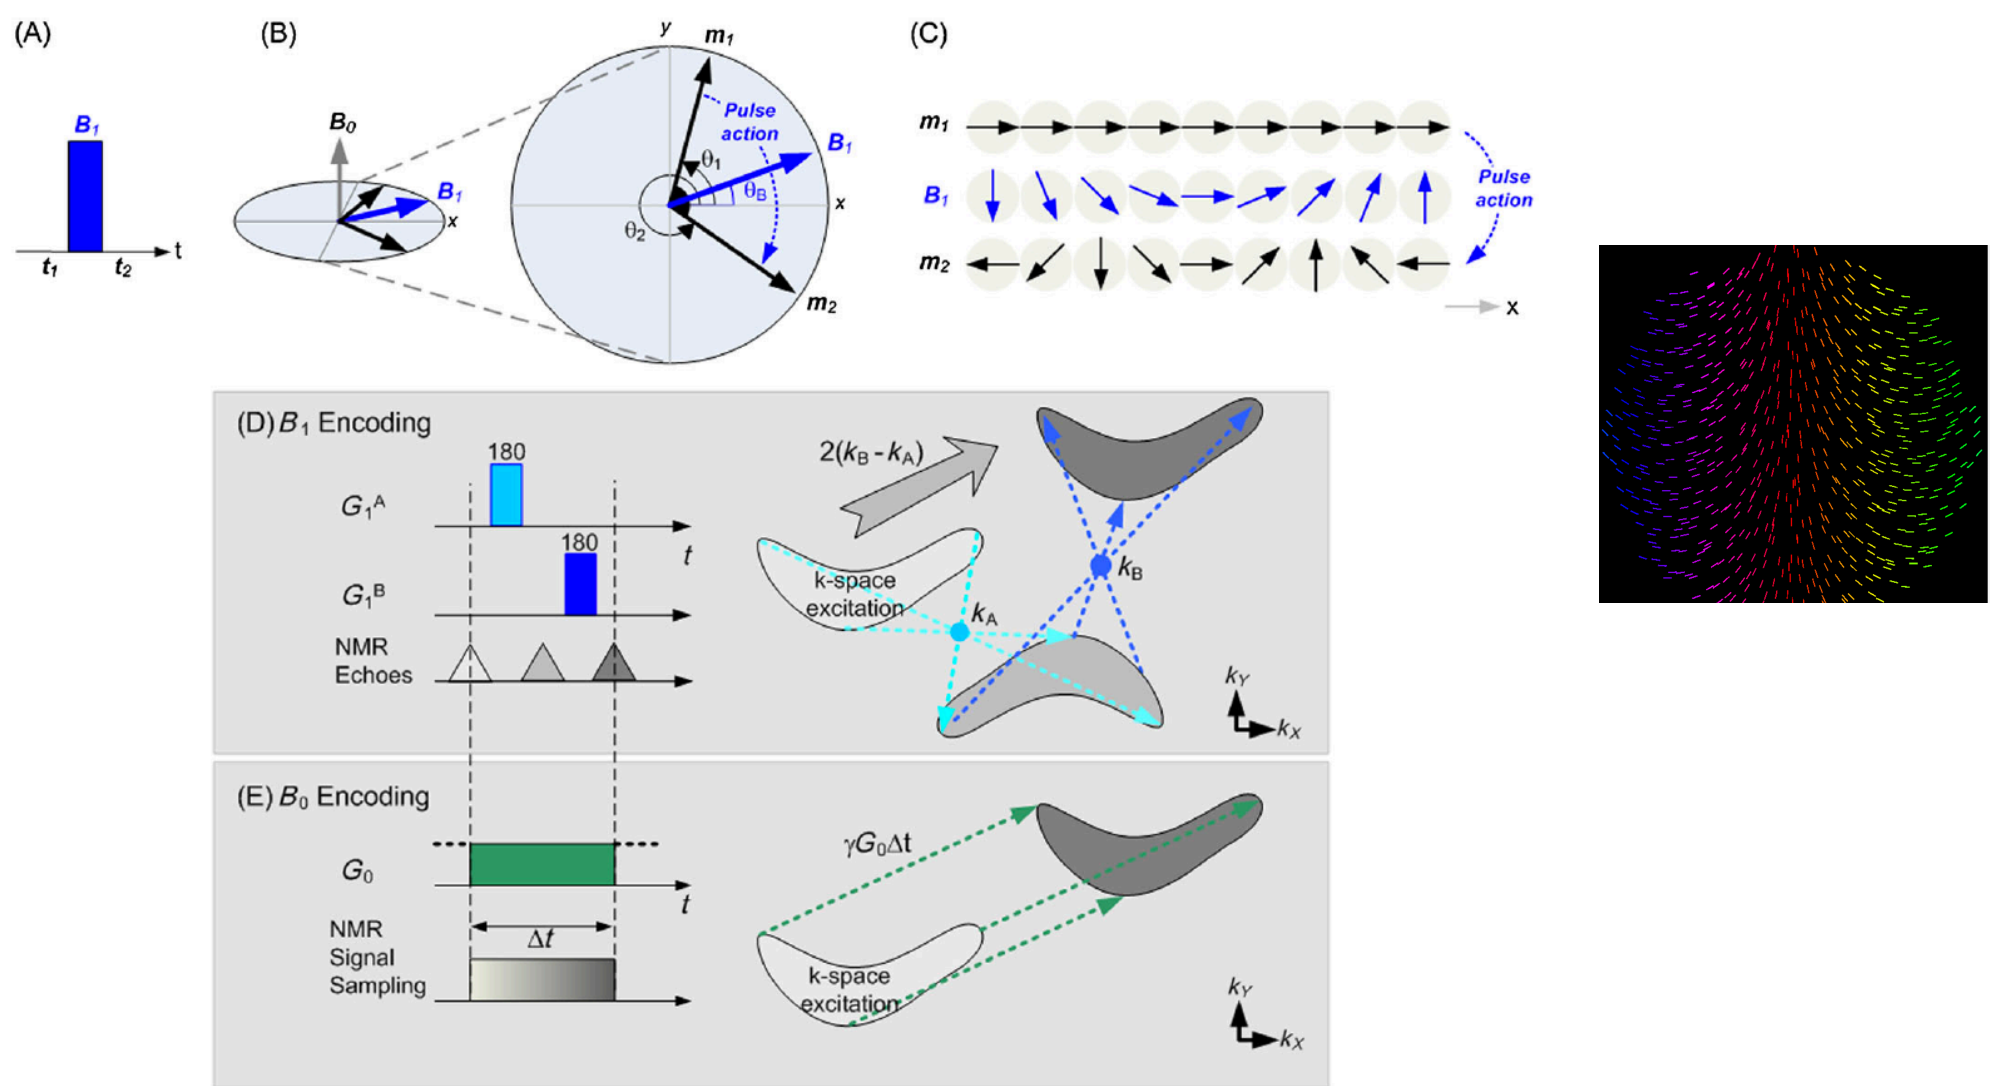 (A)
B1
t1 t2 t
(B)
B0
B1
x
y
m1
Pulse
action
B1
θ1
θB
x
θ2
m2
(C)
m1
B1
Pulse
action
m2
x
(D) B1 Encoding
180
G1A
t
180
G1B
NMR
Echoes
2(kB - kA)
k-space
excitation
kA
kB
kY
kX
(E) B0 Encoding
G0
t
NMR
Signal
Sampling
Δt
γG0Δt
k-space
excitation
kY
kX